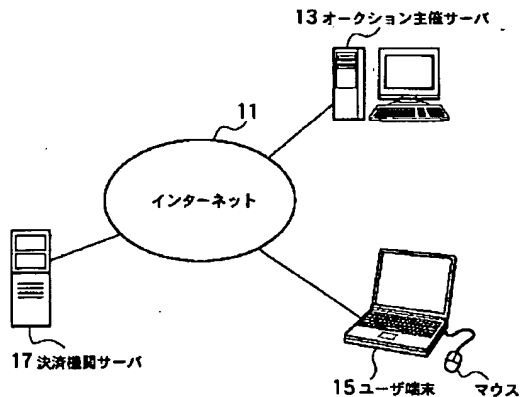 13 オークション主催サーバ
11
インターネット
17 決済機関サーバ
15 ユーザ端末
マウス